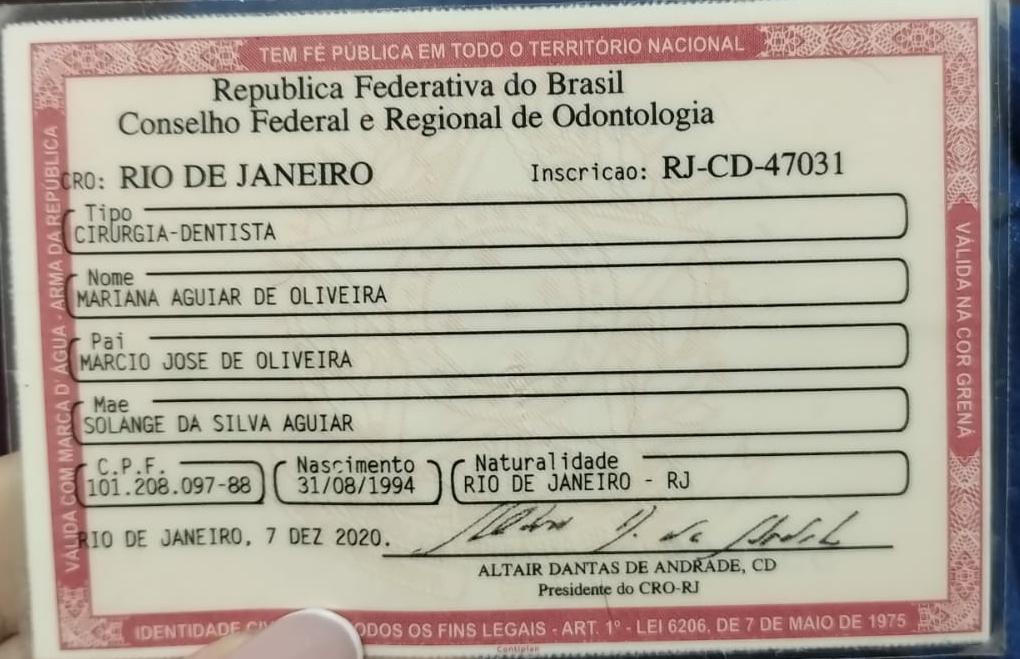 TEM FÉ PÚBLICA EM TODO O TERRITÓRIO NACIONAL
Republica Federativa do Brasil
Conselho Federal e Regional de Odontologia
CRO: RIO DE JANEIRO Inscricao: RJ-CD-47031
Tipo
CIRURGIA-DENTISTA
Nome
MARIANA AGUIAR DE OLIVEIRA
Pai
MARCIO JOSE DE OLIVEIRA
Mae
SOLANGE DA SILVA AGUIAR
C.P.F. Nascimento Naturalidade
101.208.097-88 31/08/1994 RIO DE JANEIRO - RJ
RIO DE JANEIRO, 7 DEZ 2020.
ALTAIR DANTAS DE ANDRADE, CD
Presidente do CRO-RJ
IDENTIDADE ODOS OS FINS LEGAIS - ART. 1º - LEI 6206, DE 7 DE MAIO DE 1975
Contiplan
VÁLIDA COM MARCA D'ÁGUA - ARMA DA REPÚBLICA
VÁLIDA NA COR GRENÁ